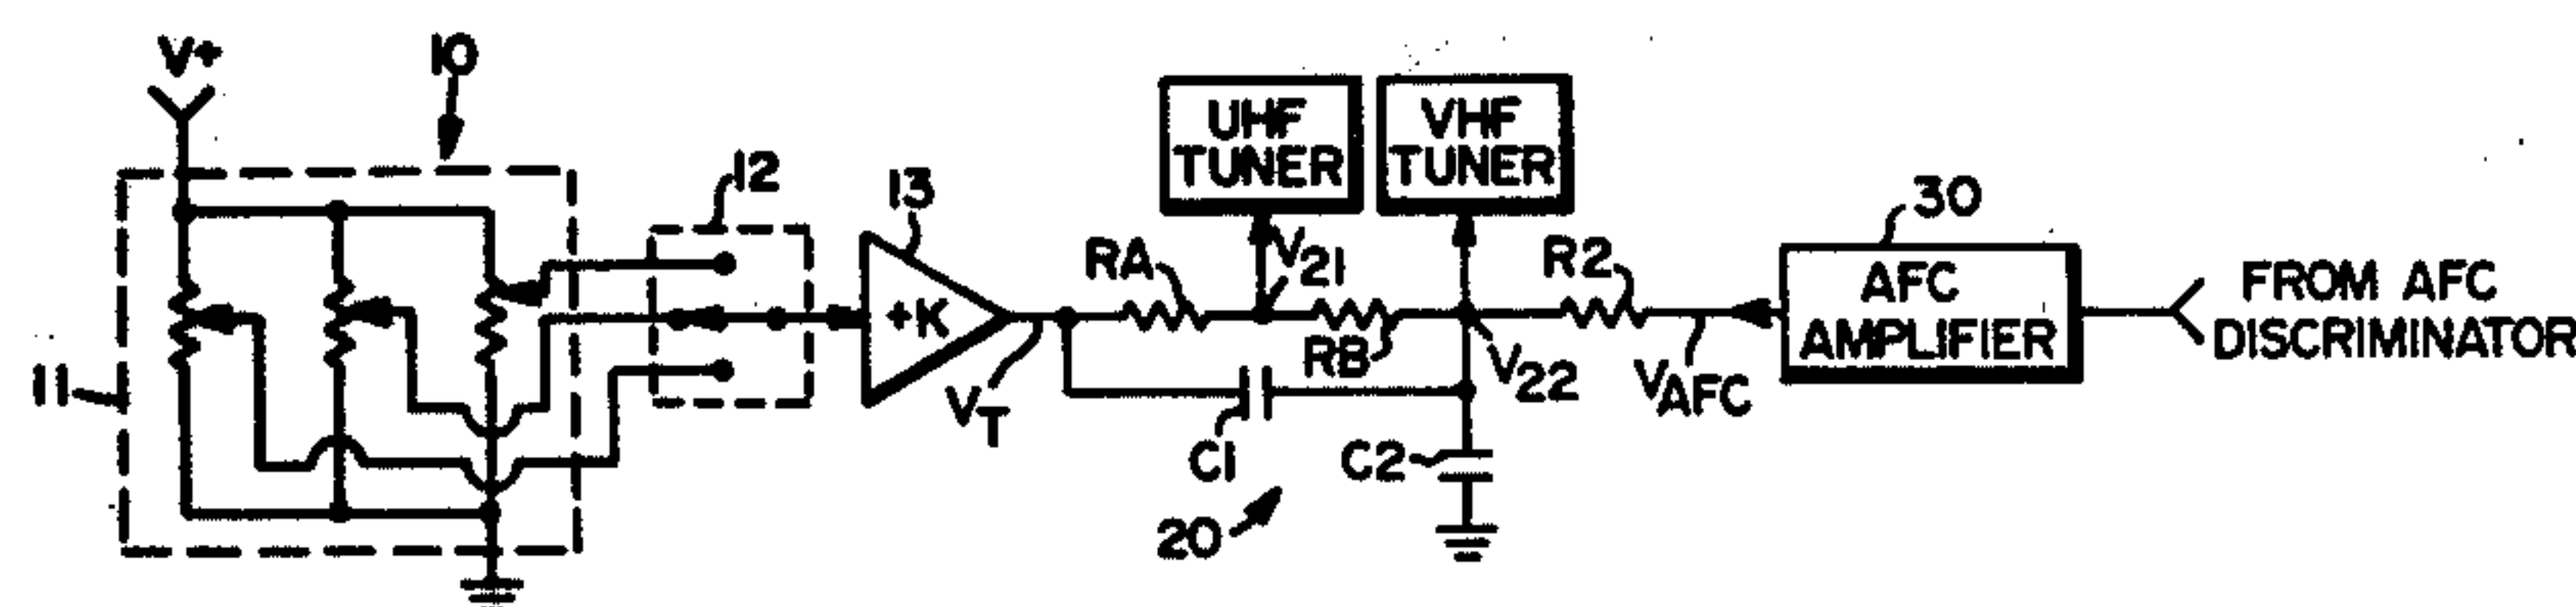 V+
10
12
13
UHF
TUNER
VHF
TUNER
30
RA
V21
R2
AFC
AMPLIFIER
FROM AFC
DISCRIMINATOR
+K
11
RB
V22
VAFC
VT
C1
C2
20